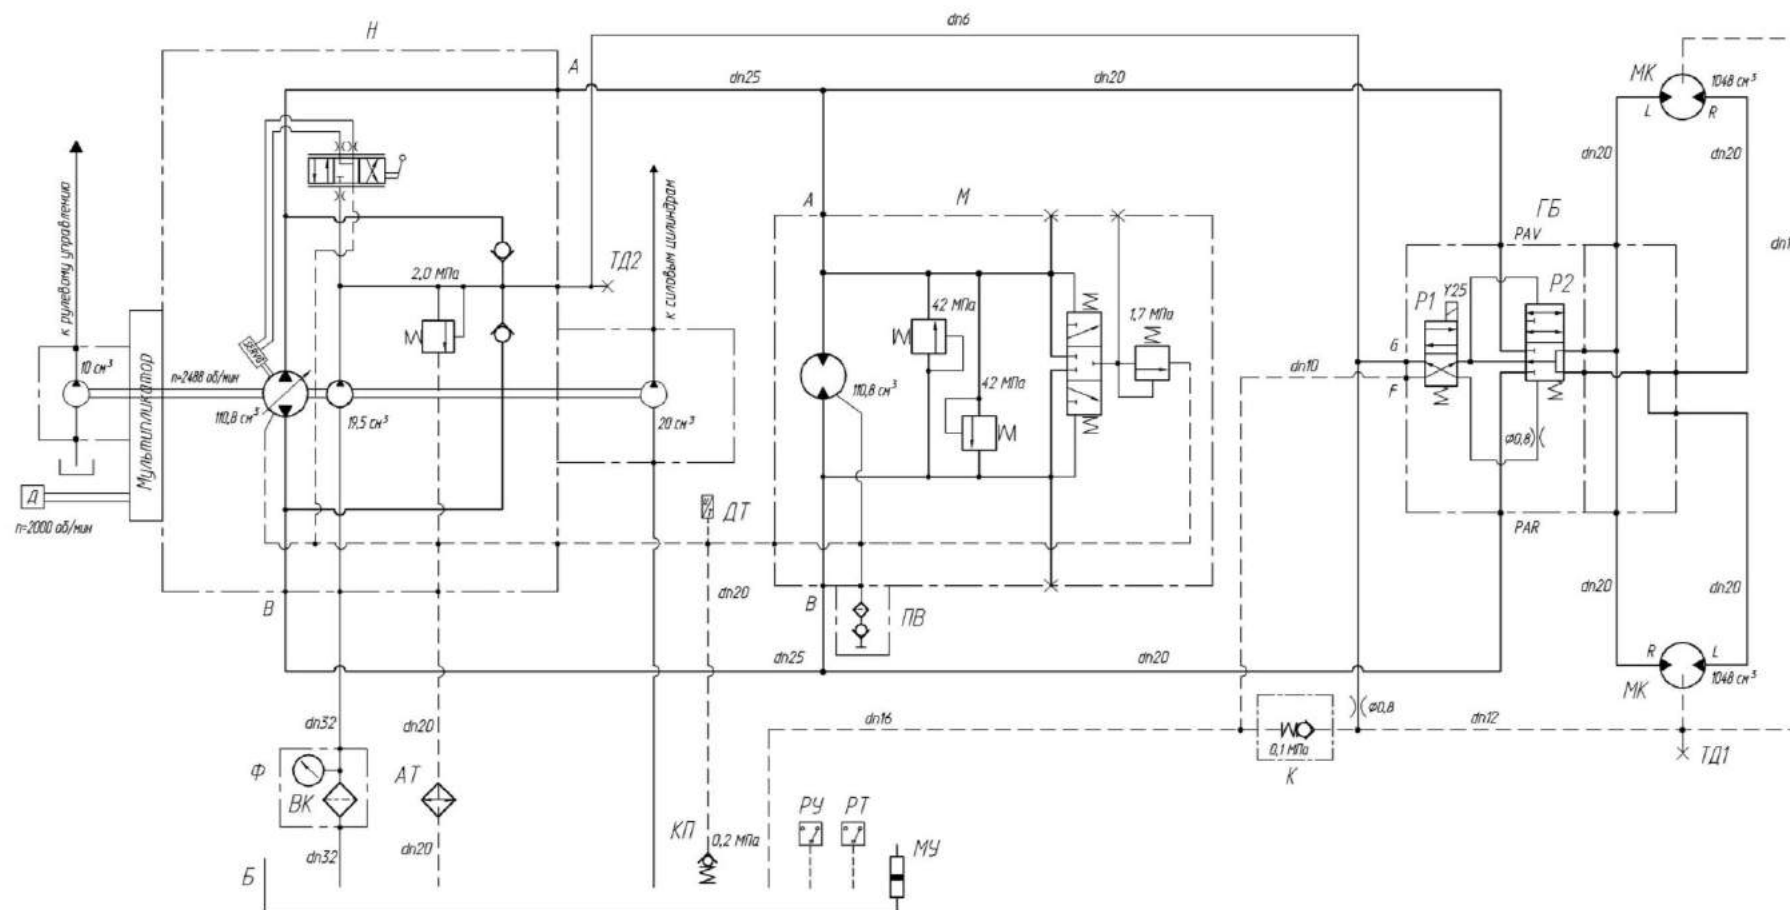 dn6
Н
A
dn25
dn20
МК
1048 см³
L
R
dn20
dn20
к рулевому управлению
к силовым цилиндрам
A
М
ГБ
PAV
ТД2
2,0 МПа
42 МПа
1,7 МПа
Р1
Y25
Р2
G
SERVO
10 см³
n=2488 об/мин
dn10
F
42 МПа
110,8 см³
110,8 см³
19,5 см³
20 см³
Мультипликатор
ø0,8
Д
ДТ
n=2000 об/мин
PAR
B
dn20
B
ПВ
dn20
dn20
dn25
dn20
R
L
МК
1048 см³
dn32
dn20
dn16
ø0,8
dn12
0,1 МПа
К
ТД1
Ф
ВК
АТ
КП
0,2 МПа
РУ
РТ
МУ
dn32
dn20
Б